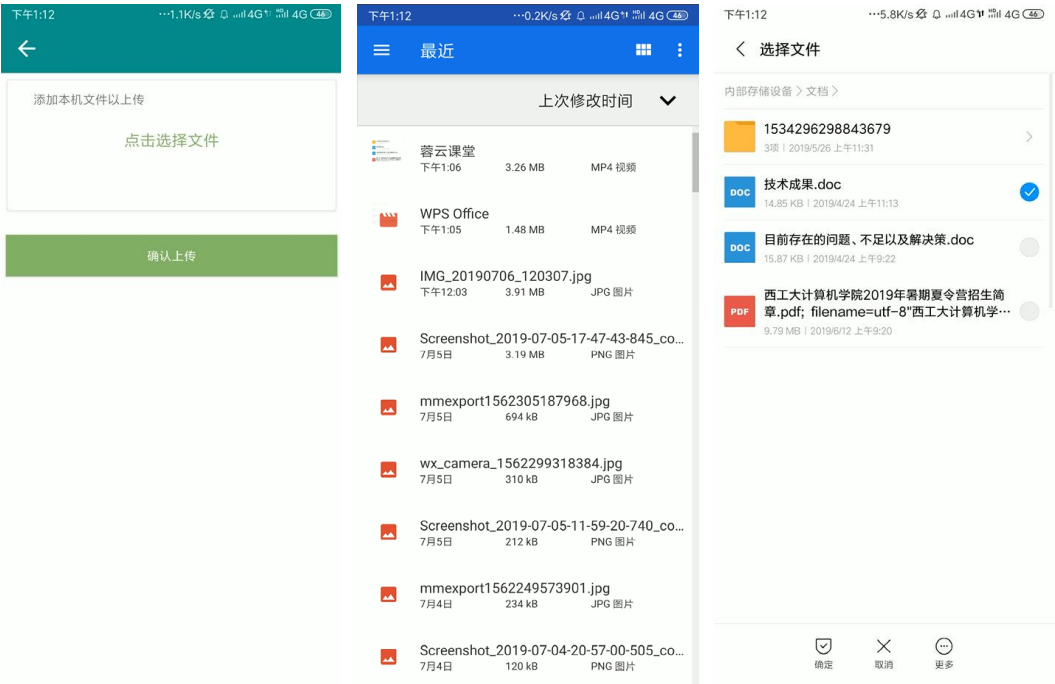 下午1:12
···1.1K/s 4G HD 4G 46
添加本机文件以上传
点击选择文件
确认上传
下午1:12
···0.2K/s 4G HD 4G 46
最近
上次修改时间
蓉云课堂
下午1:06 3.26 MB MP4 视频
WPS Office
下午1:05 1.48 MB MP4 视频
IMG_20190706_120307.jpg
下午12:03 3.91 MB JPG 图片
Screenshot_2019-07-05-17-47-43-845_co...
7月5日 3.19 MB PNG 图片
mmexport1562305187968.jpg
7月5日 694 kB JPG 图片
wx_camera_1562299318384.jpg
7月5日 310 kB JPG 图片
Screenshot_2019-07-05-11-59-20-740_co...
7月5日 212 kB PNG 图片
mmexport1562249573901.jpg
7月4日 234 kB JPG 图片
Screenshot_2019-07-04-20-57-00-505_co...
7月4日 120 kB PNG 图片
下午1:12
···5.8K/s 4G HD 4G 46
选择文件
内部存储设备 > 文档 >
1534296298843679
3项 | 2019/5/26 上午11:31
DOC
技术成果.doc
14.85 KB | 2019/4/24 上午11:13
DOC
目前存在的问题、不足以及解决策.doc
15.87 KB | 2019/4/24 上午9:22
PDF
西工大计算机学院2019年暑期夏令营招生简
章.pdf; filename=utf-8"西工大计算机学···
9.79 MB | 2019/6/12 上午9:20
确定
取消
更多